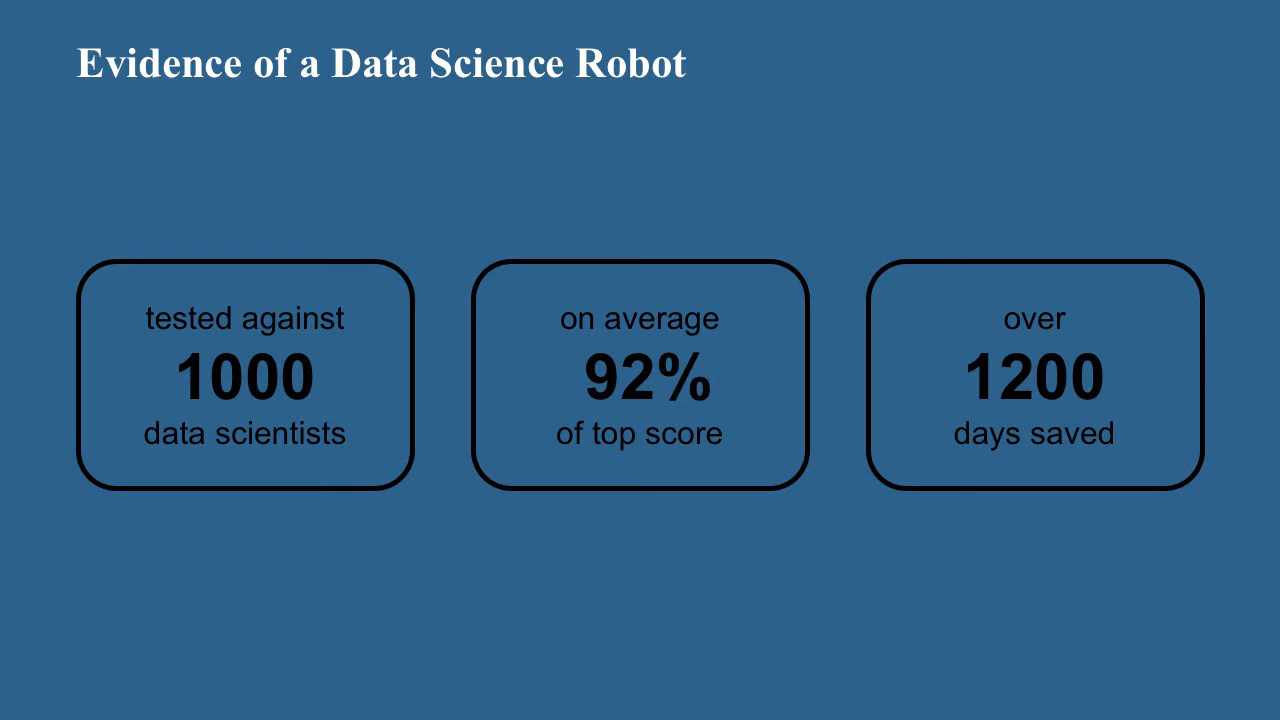 Evidence of a Data Science Robot
tested against
1000
data scientists
on average
92%
of top score
over
1200
days saved